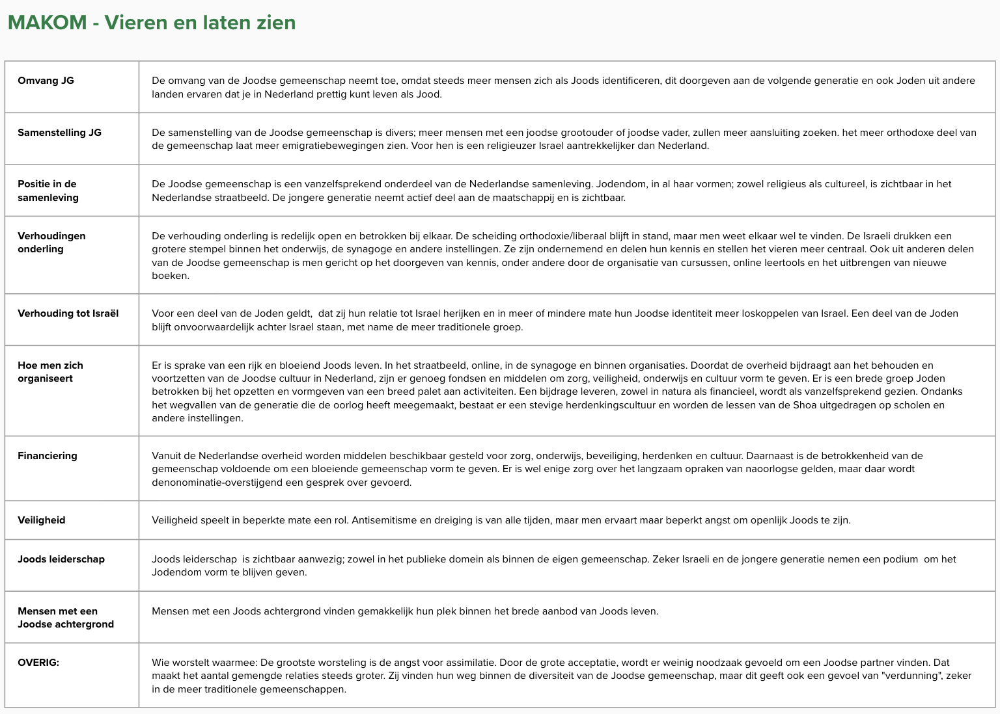 MAKOM - Vieren en laten zien
Omvang JG
De omvang van de Joodse gemeenschap neemt toe, omdat steeds meer mensen zich als Joods identificeren, dit doorgeven aan de volgende generatie en ook Joden uit andere
landen ervaren dat je in Nederland prettig kunt leven als Jood.
Samenstelling JG
De samenstelling van de Joodse gemeenschap is divers; meer mensen met een joodse grootouder of joodse vader, zullen meer aansluiting zoeken. het meer orthodoxe deel van
de gemeenschap laat meer emigratiebewegingen zien. Voor hen is een religieuzer Israel aantrekkelijker dan Nederland.
Positie in de
samenleving
De Joodse gemeenschap is een vanzelfsprekend onderdeel van de Nederlandse samenleving. Jodendom, in al haar vormen; zowel religieus als cultureel, is zichtbaar in het
Nederlandse straatbeeld. De jongere generatie neemt actief deel aan de maatschappij en is zichtbaar.
Verhoudingen
onderling
De verhouding onderling is redelijk open en betrokken bij elkaar. De scheiding orthodoxie/liberaal blijft in stand, maar men weet elkaar wel te vinden. De Israeli drukken een
grotere stempel binnen het onderwijs, de synagoge en andere instellingen. Ze zijn ondernemend en delen hun kennis en stellen het vieren meer centraal. Ook uit anderen delen
van de Joodse gemeenschap is men gericht op het doorgeven van kennis, onder andere door de organisatie van cursussen, online leertools en het uitbrengen van nieuwe
boeken.
Verhouding tot Israël
Voor een deel van de Joden geldt,  dat zij hun relatie tot Israel herijken en in meer of mindere mate hun Joodse identiteit meer loskoppelen van Israel. Een deel van de Joden
blijft onvoorwaardelijk achter Israel staan, met name de meer traditionele groep.
Hoe men zich
organiseert
Er is sprake van een rijk en bloeiend Joods leven. In het straatbeeld, online, in de synagoge en binnen organisaties. Doordat de overheid bijdraagt aan het behouden en
voortzetten van de Joodse cultuur in Nederland, zijn er genoeg fondsen en middelen om zorg, veiligheid, onderwijs en cultuur vorm te geven. Er is een brede groep Joden
betrokken bij het opzetten en vormgeven van een breed palet aan activiteiten. Een bijdrage leveren, zowel in natura als financieel, wordt als vanzelfsprekend gezien. Ondanks
het wegvallen van de generatie die de oorlog heeft meegemaakt, bestaat er een stevige herdenkingscultuur en worden de lessen van de Shoa uitgedragen op scholen en
andere instellingen.
Financiering
Vanuit de Nederlandse overheid worden middelen beschikbaar gesteld voor zorg, onderwijs, beveiliging, herdenken en cultuur. Daarnaast is de betrokkenheid van de
gemeenschap voldoende om een bloeiende gemeenschap vorm te geven. Er is wel enige zorg over het langzaam opraken van naoorlogse gelden, maar daar wordt
denonominatie-overstijgend een gesprek over gevoerd.
Veiligheid
Veiligheid speelt in beperkte mate een rol. Antisemitisme en dreiging is van alle tijden, maar men ervaart maar beperkt angst om openlijk Joods te zijn.
Joods leiderschap
Joods leiderschap  is zichtbaar aanwezig; zowel in het publieke domein als binnen de eigen gemeenschap. Zeker Israeli en de jongere generatie nemen een podium  om het
Jodendom vorm te blijven geven.
Mensen met een
Joodse achtergrond
Mensen met een Joods achtergrond vinden gemakkelijk hun plek binnen het brede aanbod van Joods leven.
OVERIG:
Wie worstelt waarmee: De grootste worsteling is de angst voor assimilatie. Door de grote acceptatie, wordt er weinig noodzaak gevoeld om een Joodse partner vinden. Dat
maakt het aantal gemengde relaties steeds groter. Zij vinden hun weg binnen de diversiteit van de Joodse gemeenschap, maar dit geeft ook een gevoel van "verdunning", zeker
in de meer traditionele gemeenschappen.